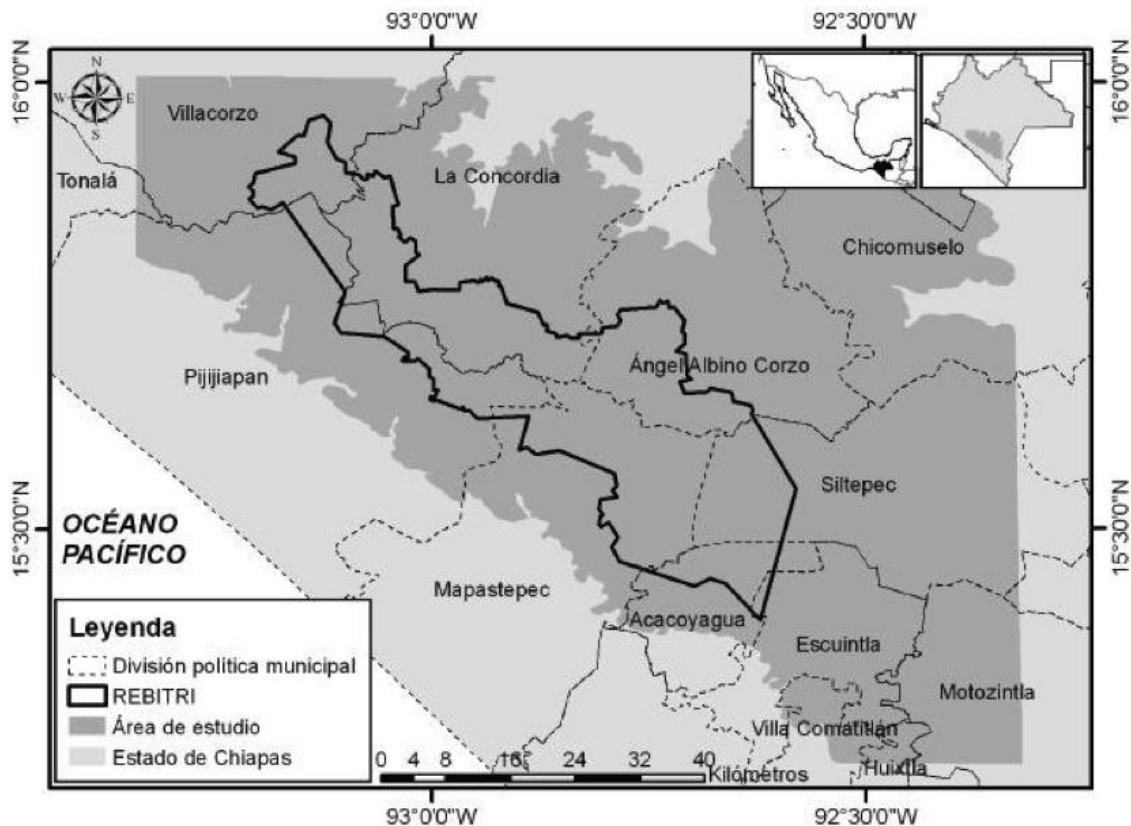 93°0'0"W
92°30'0"W
16°0'0"N
16°0'0"N
N
W
E
S
Villacorzo
Tonalá
La Concordia
Chicomuselo
Ángel Albino Corzo
Pijijiapan
Siltepec
15°30'0"N
15°30'0"N
OCÉANO
PACÍFICO
Mapastepec
Acacoyagua
Escuintla
Motozintla
Villa Comatitlán
Huixtla
Leyenda
División política municipal
REBITRI
Área de estudio
Estado de Chiapas
0 4 8 16 24 32 40
Kilómetros
93°0'0"W
92°30'0"W